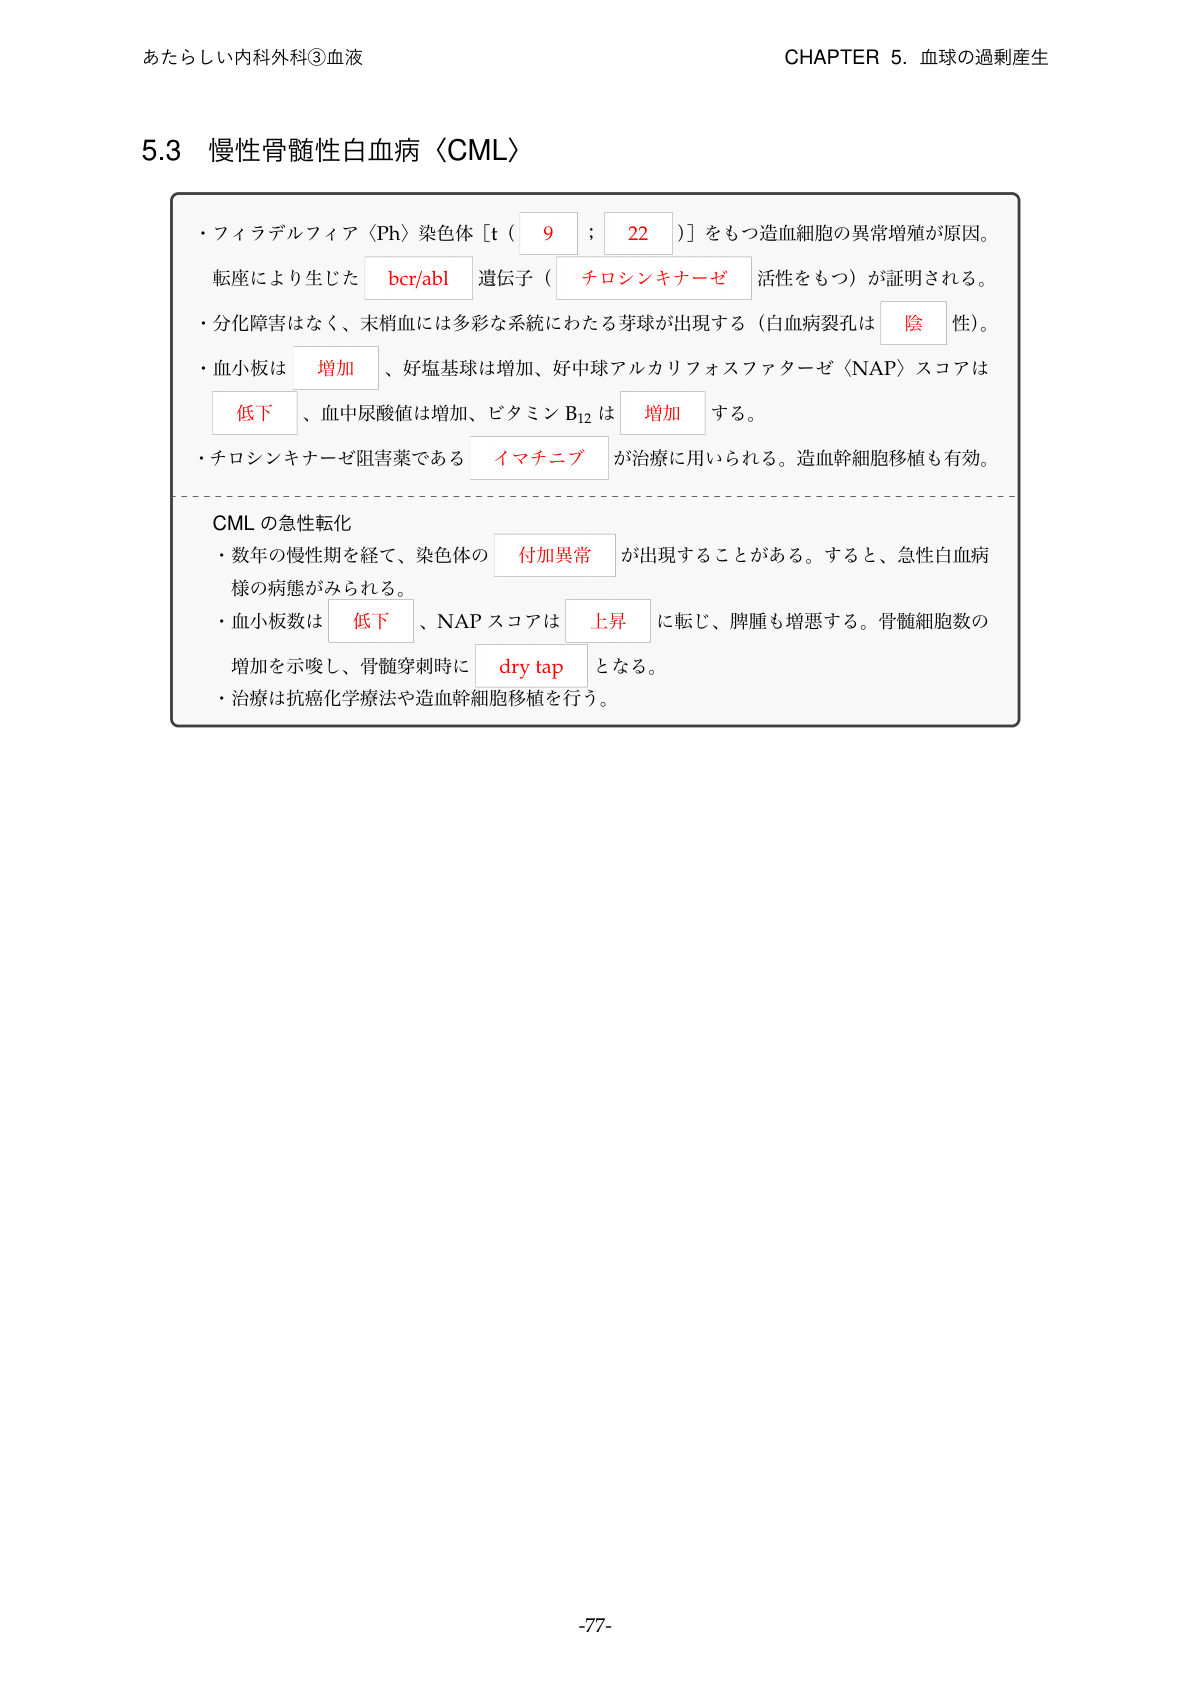 あたらしい内科外科③血液
CHAPTER 5. 血球の過剰産生
5.3 慢性骨髄性白血病〈CML〉
・フィラデルフィア〈Ph〉染色体［t（ 9 ； 22 ）］をもつ造血細胞の異常増殖が原因。
転座により生じた bcr/abl 遺伝子（ チロシンキナーゼ 活性をもつ）が証明される。
・分化障害はなく、末梢血には多彩な系統にわたる芽球が出現する（白血病裂孔は 陰 性）。
・血小板は 増加 、好塩基球は増加、好中球アルカリフォスファターゼ〈NAP〉スコアは
低下 、血中尿酸値は増加、ビタミン B₁₂ は 増加 する。
・チロシンキナーゼ阻害薬である イマチニブ が治療に用いられる。造血幹細胞移植も有効。
CML の急性転化
・数年の慢性期を経て、染色体の 付加異常 が出現することがある。すると、急性白血病
様の病態がみられる。
・血小板数は 低下 、NAP スコアは 上昇 に転じ、脾腫も増悪する。骨髄細胞数の
増加を示唆し、骨髄穿刺時に dry tap となる。
・治療は抗癌化学療法や造血幹細胞移植を行う。
-77-